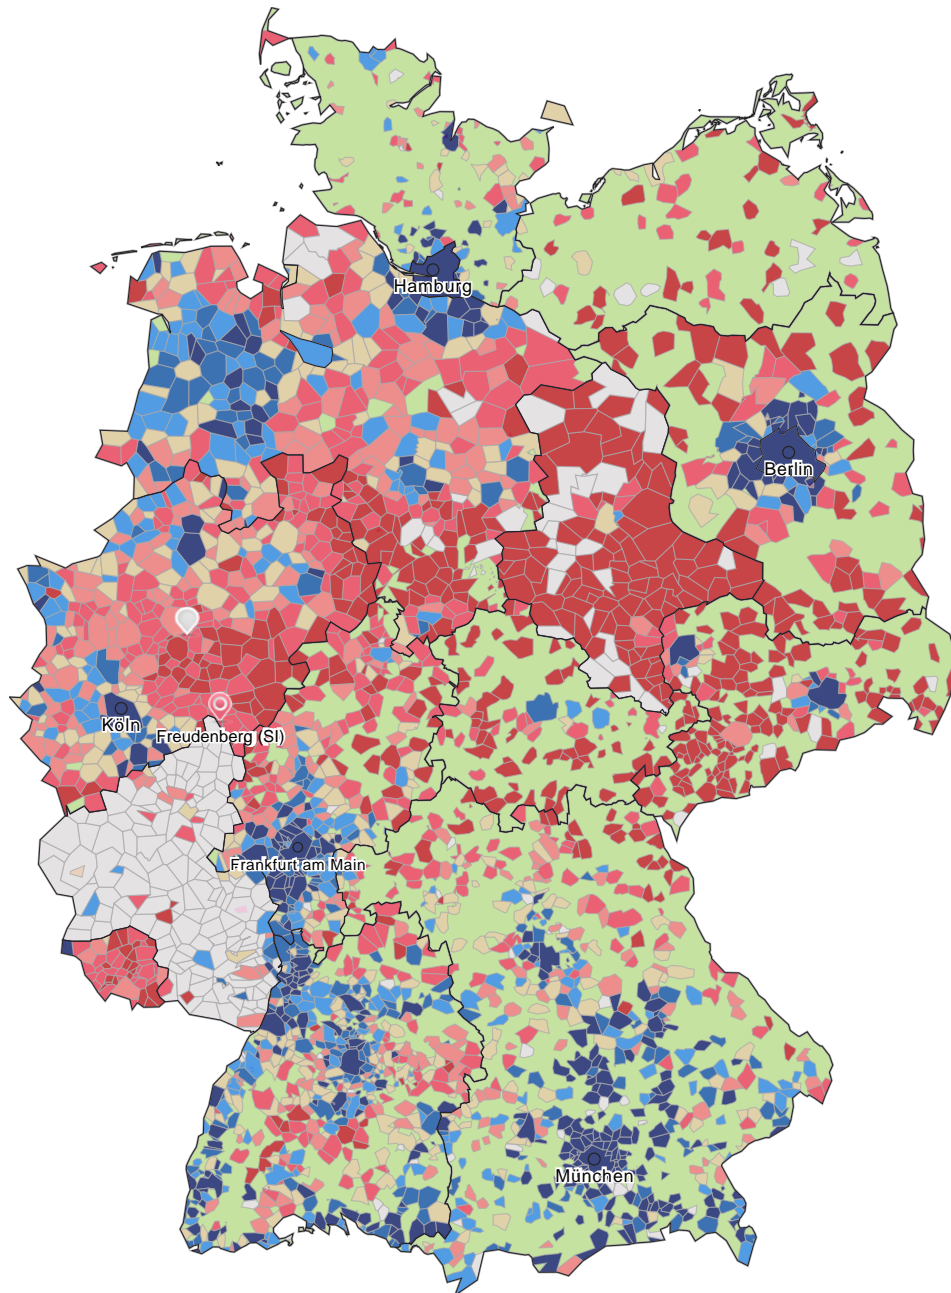 Hamburg
Berlin
Köln
Freudenberg (SI)
Frankfurt am Main
München